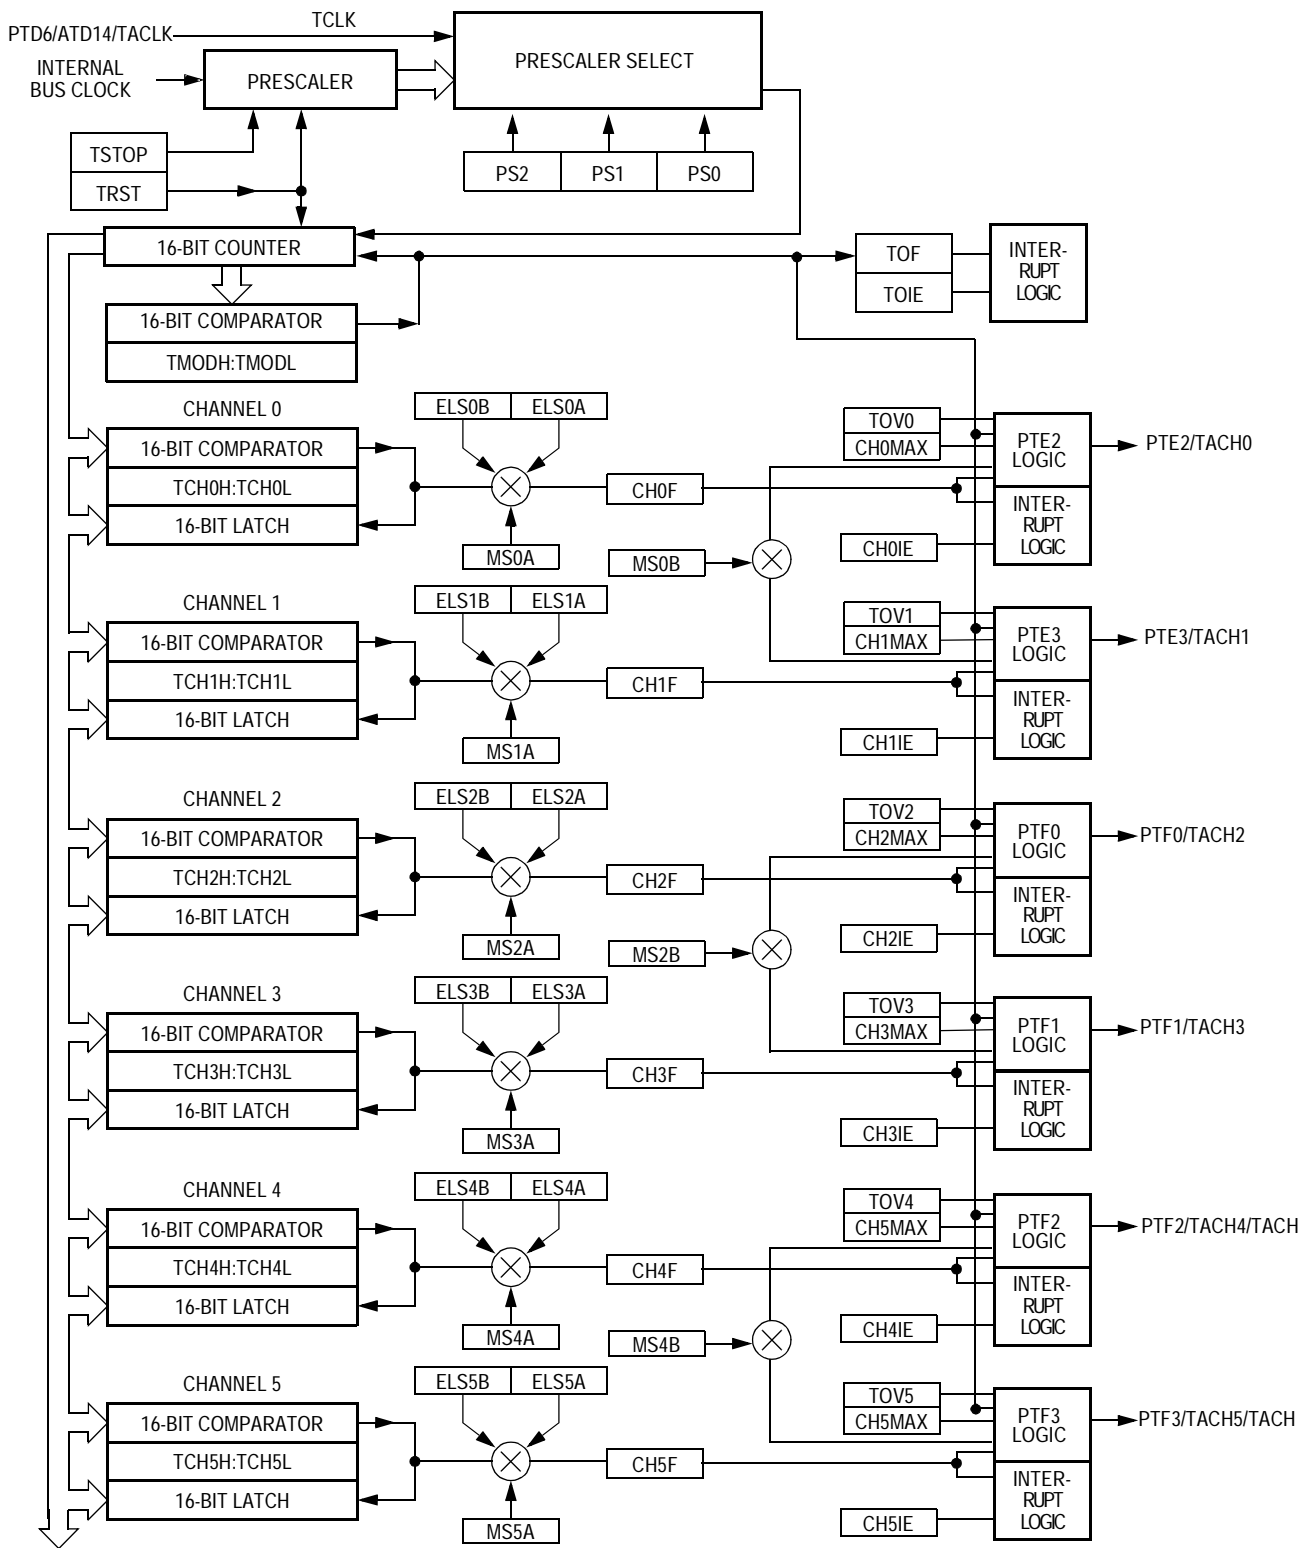 TCLK
PTD6/ATD14/TACLK
PRESCALER SELECT
INTERNAL
BUS CLOCK
PRESCALER
TSTOP
TRST
PS2
PS1
PS0
16-BIT COUNTER
TOF
TOIE
INTER-
RUPT
LOGIC
16-BIT COMPARATOR
TMODH:TMODL
CHANNEL 0
ELS0B
ELS0A
TOV0
CH0MAX
PTE2
LOGIC
PTE2/TACH0
16-BIT COMPARATOR
TCH0H:TCH0L
16-BIT LATCH
CH0F
INTER-
RUPT
LOGIC
MS0A
MS0B
CH0IE
CHANNEL 1
ELS1B
ELS1A
TOV1
CH1MAX
PTE3
LOGIC
PTE3/TACH1
16-BIT COMPARATOR
TCH1H:TCH1L
16-BIT LATCH
CH1F
INTER-
RUPT
LOGIC
MS1A
CH1IE
CHANNEL 2
ELS2B
ELS2A
TOV2
CH2MAX
PTF0
LOGIC
PTF0/TACH2
16-BIT COMPARATOR
TCH2H:TCH2L
16-BIT LATCH
CH2F
INTER-
RUPT
LOGIC
MS2A
MS2B
CH2IE
CHANNEL 3
ELS3B
ELS3A
TOV3
CH3MAX
PTF1
LOGIC
PTF1/TACH3
16-BIT COMPARATOR
TCH3H:TCH3L
16-BIT LATCH
CH3F
INTER-
RUPT
LOGIC
MS3A
CH3IE
CHANNEL 4
ELS4B
ELS4A
TOV4
CH5MAX
PTF2
LOGIC
PTF2/TACH4/TACH
16-BIT COMPARATOR
TCH4H:TCH4L
16-BIT LATCH
CH4F
INTER-
RUPT
LOGIC
MS4A
MS4B
CH4IE
CHANNEL 5
ELS5B
ELS5A
TOV5
CH5MAX
PTF3
LOGIC
PTF3/TACH5/TACH
16-BIT COMPARATOR
TCH5H:TCH5L
16-BIT LATCH
CH5F
INTER-
RUPT
LOGIC
MS5A
CH5IE